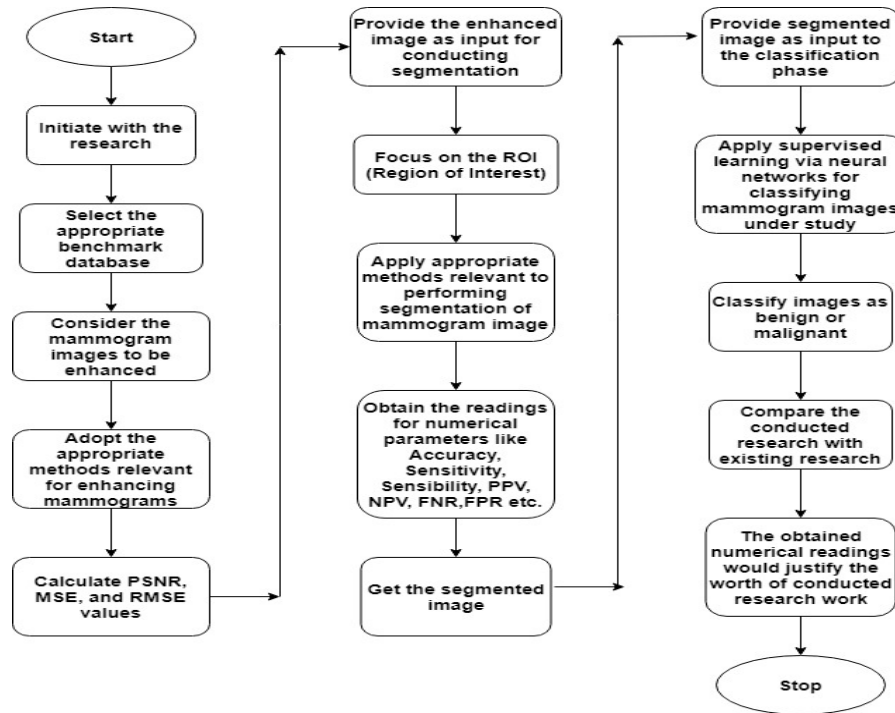 Start
Initiate with the
research
Select the
appropriate
benchmark
database
Consider the
mammogram
images to be
enhanced
Adopt the
appropriate
methods relevant
for enhancing
mammograms
Calculate PSNR,
MSE, and RMSE
values
Provide the enhanced
image as input for
conducting
segmentation
Focus on the ROI
(Region of Interest)
Apply appropriate
methods relevant to
performing
segmentation of
mammogram image
Obtain the readings
for numerical
parameters like
Accuracy,
Sensitivity,
Sensibility, PPV,
NPV, FNR,FPR etc.
Get the segmented
image
Provide segmented
image as input to
the classification
phase
Apply supervised
learning via neural
networks for
classifying
mammogram images
under study
Classify images as
benign or
malignant
Compare the
conducted
research with
existing research
The obtained
numerical readings
would justify the
worth of conducted
research work
Stop